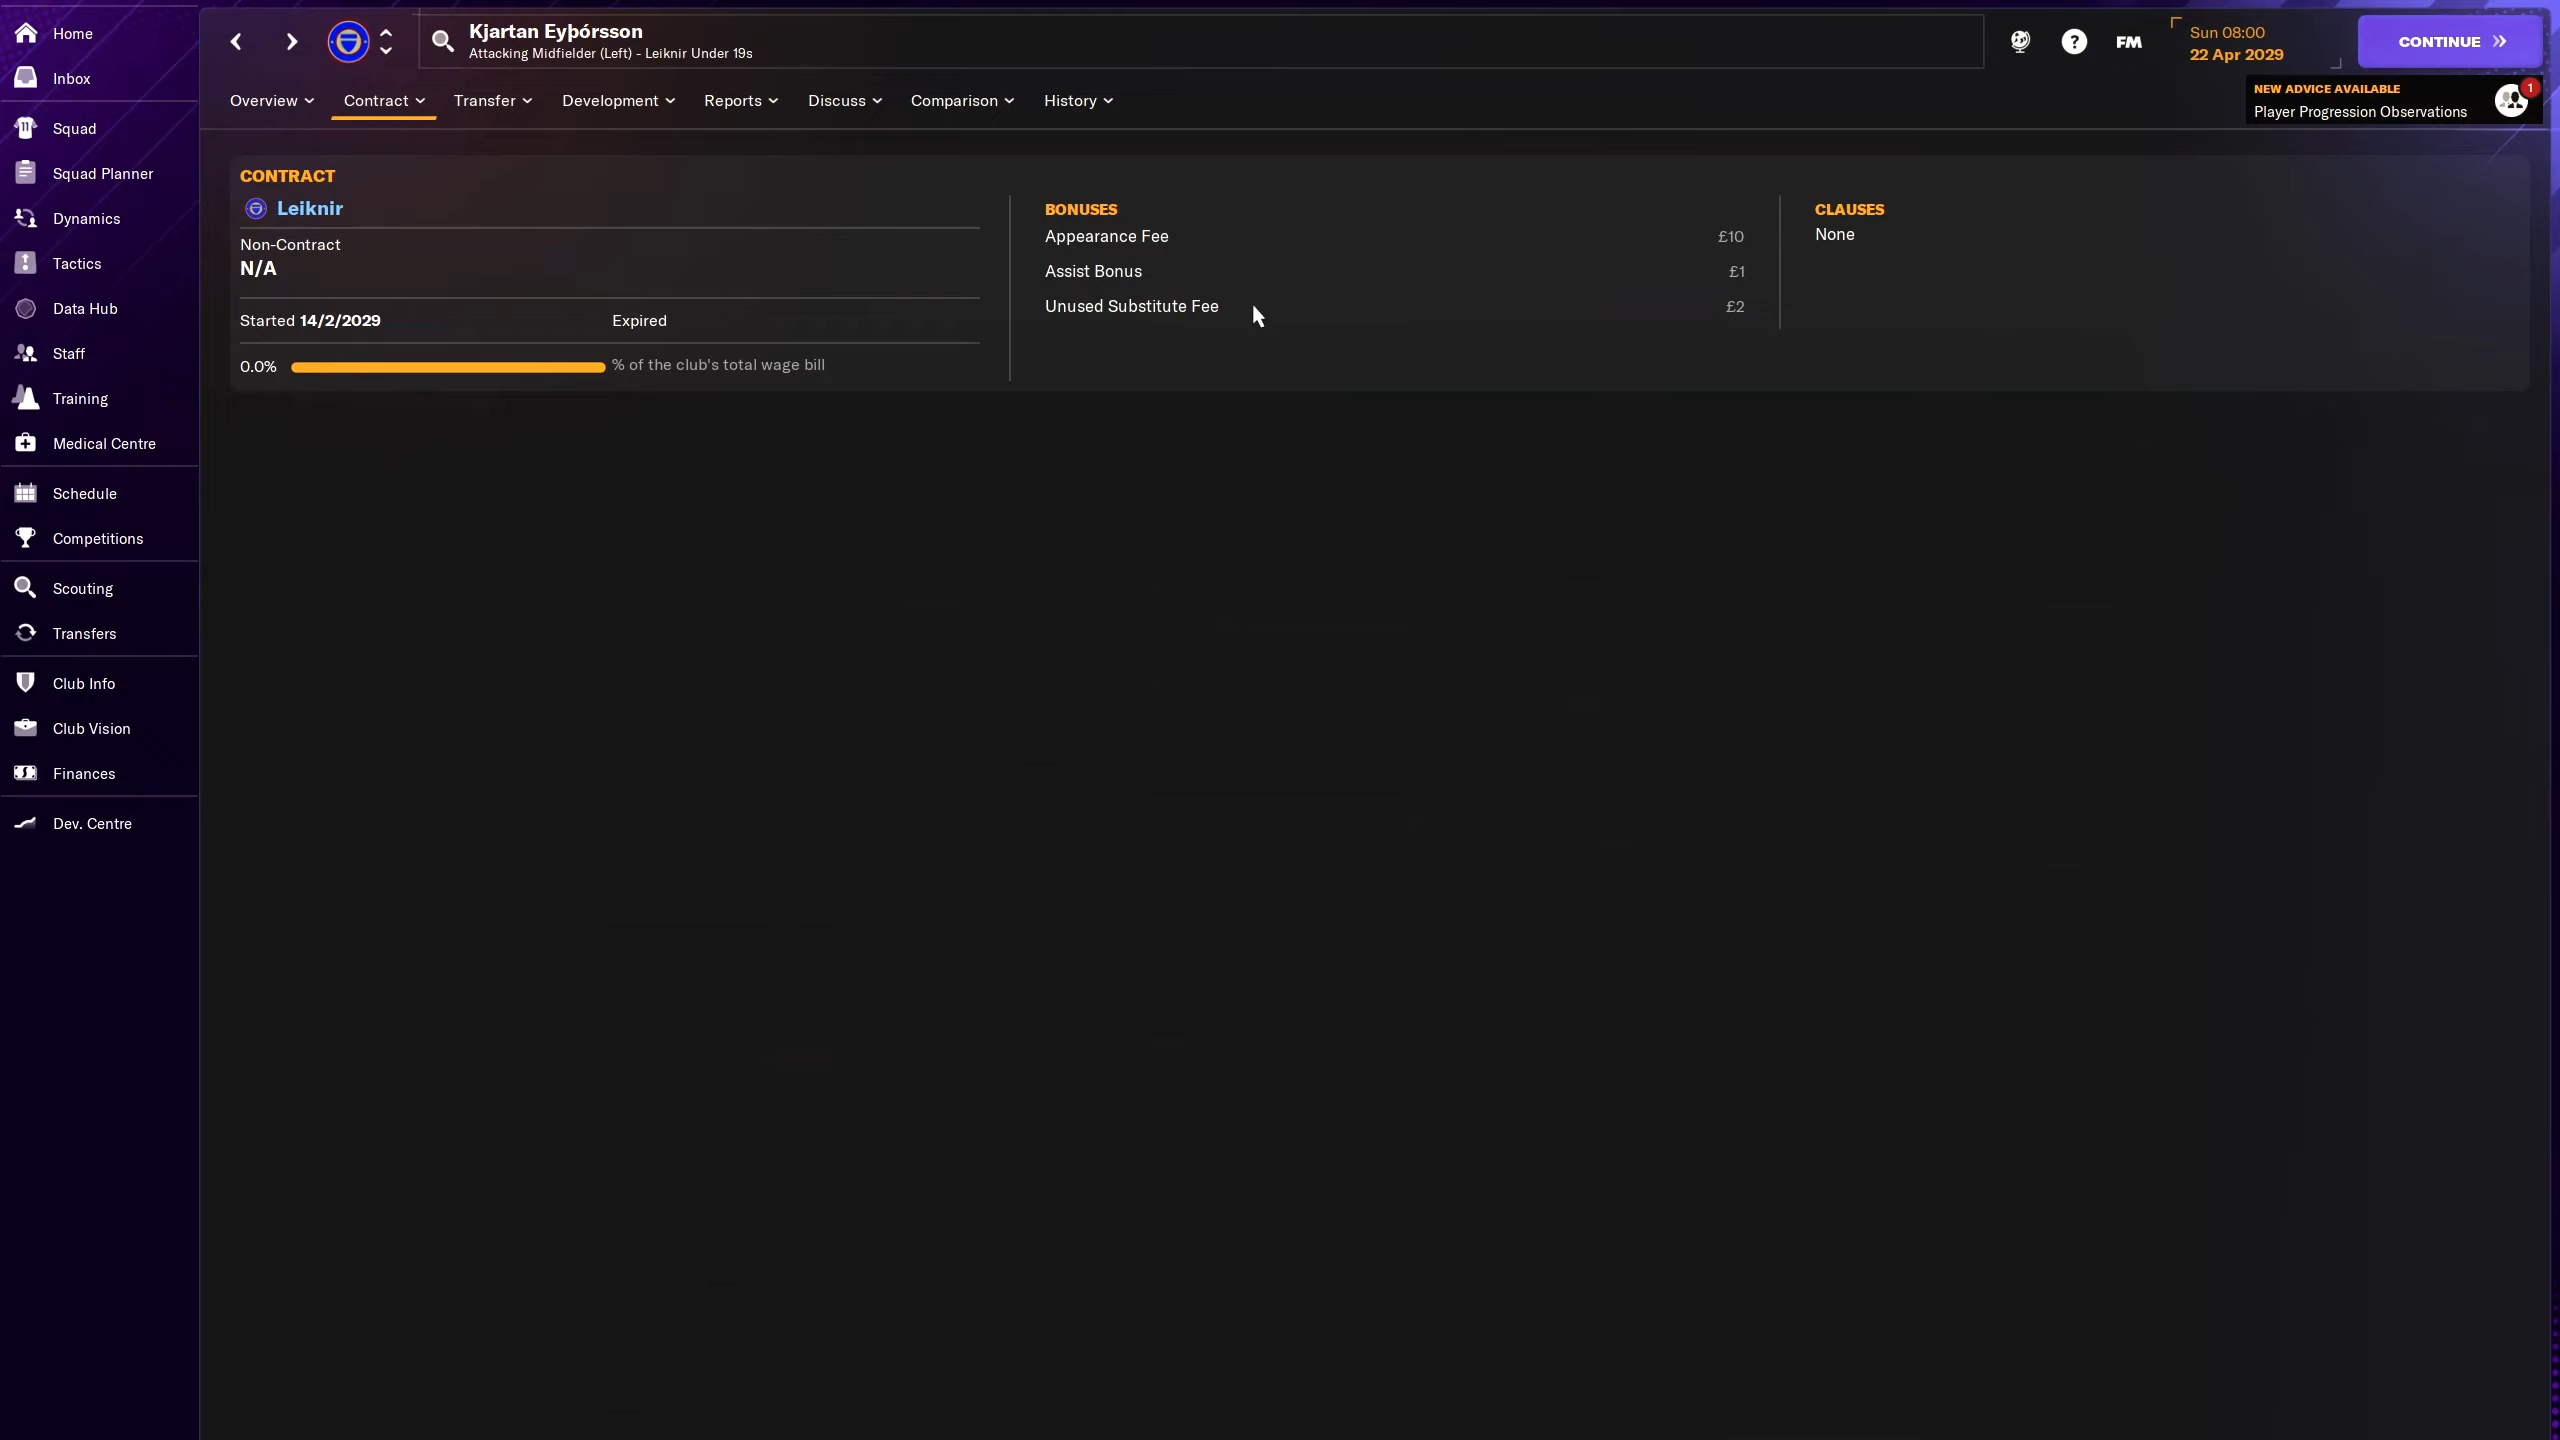 Home
Inbox
Squad
Squad Planner
Dynamics
Tactics
Data Hub
Staff
Training
Medical Centre
Schedule
Competitions
Scouting
Transfers
Club Info
Club Vision
Finances
Dev. Centre
Kjartan Eyþórsson
Attacking Midfielder (Left) - Leiknir Under 19s
?
FM
Sun 08:00
22 Apr 2029
CONTINUE
Overview
Contract
Transfer
Development
Reports
Discuss
Comparison
History
NEW ADVICE AVAILABLE
Player Progression Observations
1
CONTRACT
Leiknir
Non-Contract
N/A
Started 14/2/2029 Expired
0.0% % of the club's total wage bill
BONUSES
Appearance Fee £10
Assist Bonus £1
Unused Substitute Fee £2
CLAUSES
None